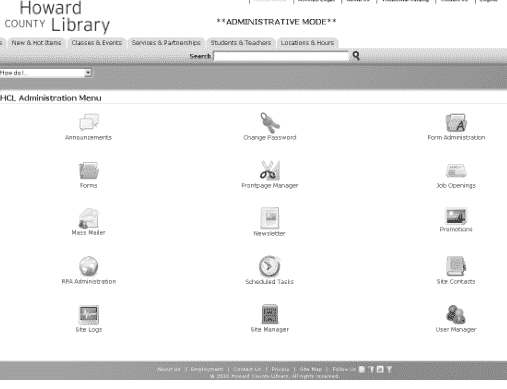 Howard
COUNTY Library
**ADMINISTRATIVE MODE**
New & Hot Items Classes & Events Services & Partnerships Students & Teachers Locations & Hours
Search
How do I...
HCL Administration Menu
Announcements Change Password Form Administration
Forms Frontpage Manager Job Openings
Mass Mailer Newsletter Promotions
RPA Administration Scheduled Tasks Site Contacts
Site Logs Site Manager User Manager
About Us | Employment | Contact Us | Privacy | Site Map | Follow Us
© 2010 Howard County Library. All rights reserved.